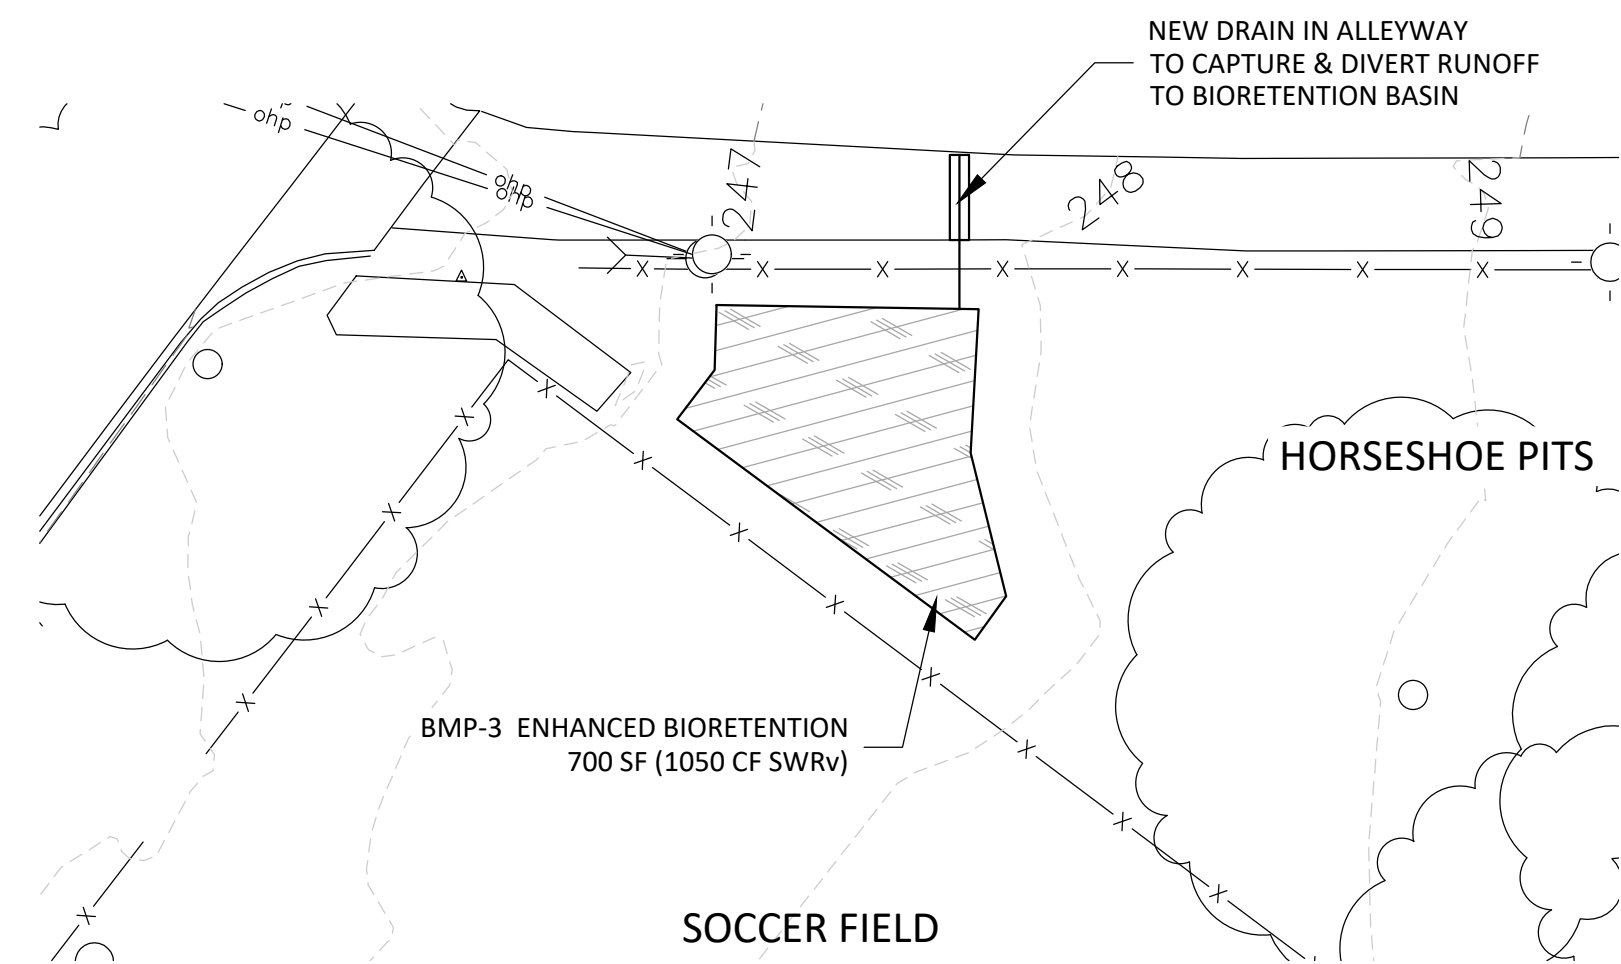 NEW DRAIN IN ALLEYWAY
TO CAPTURE & DIVERT RUNOFF
TO BIORETENTION BASIN
ohp
ohp
ohp
247
248
249
X X X X X X X X
HORSESHOE PITS
BMP-3 ENHANCED BIORETENTION
700 SF (1050 CF SWRv)
SOCCER FIELD